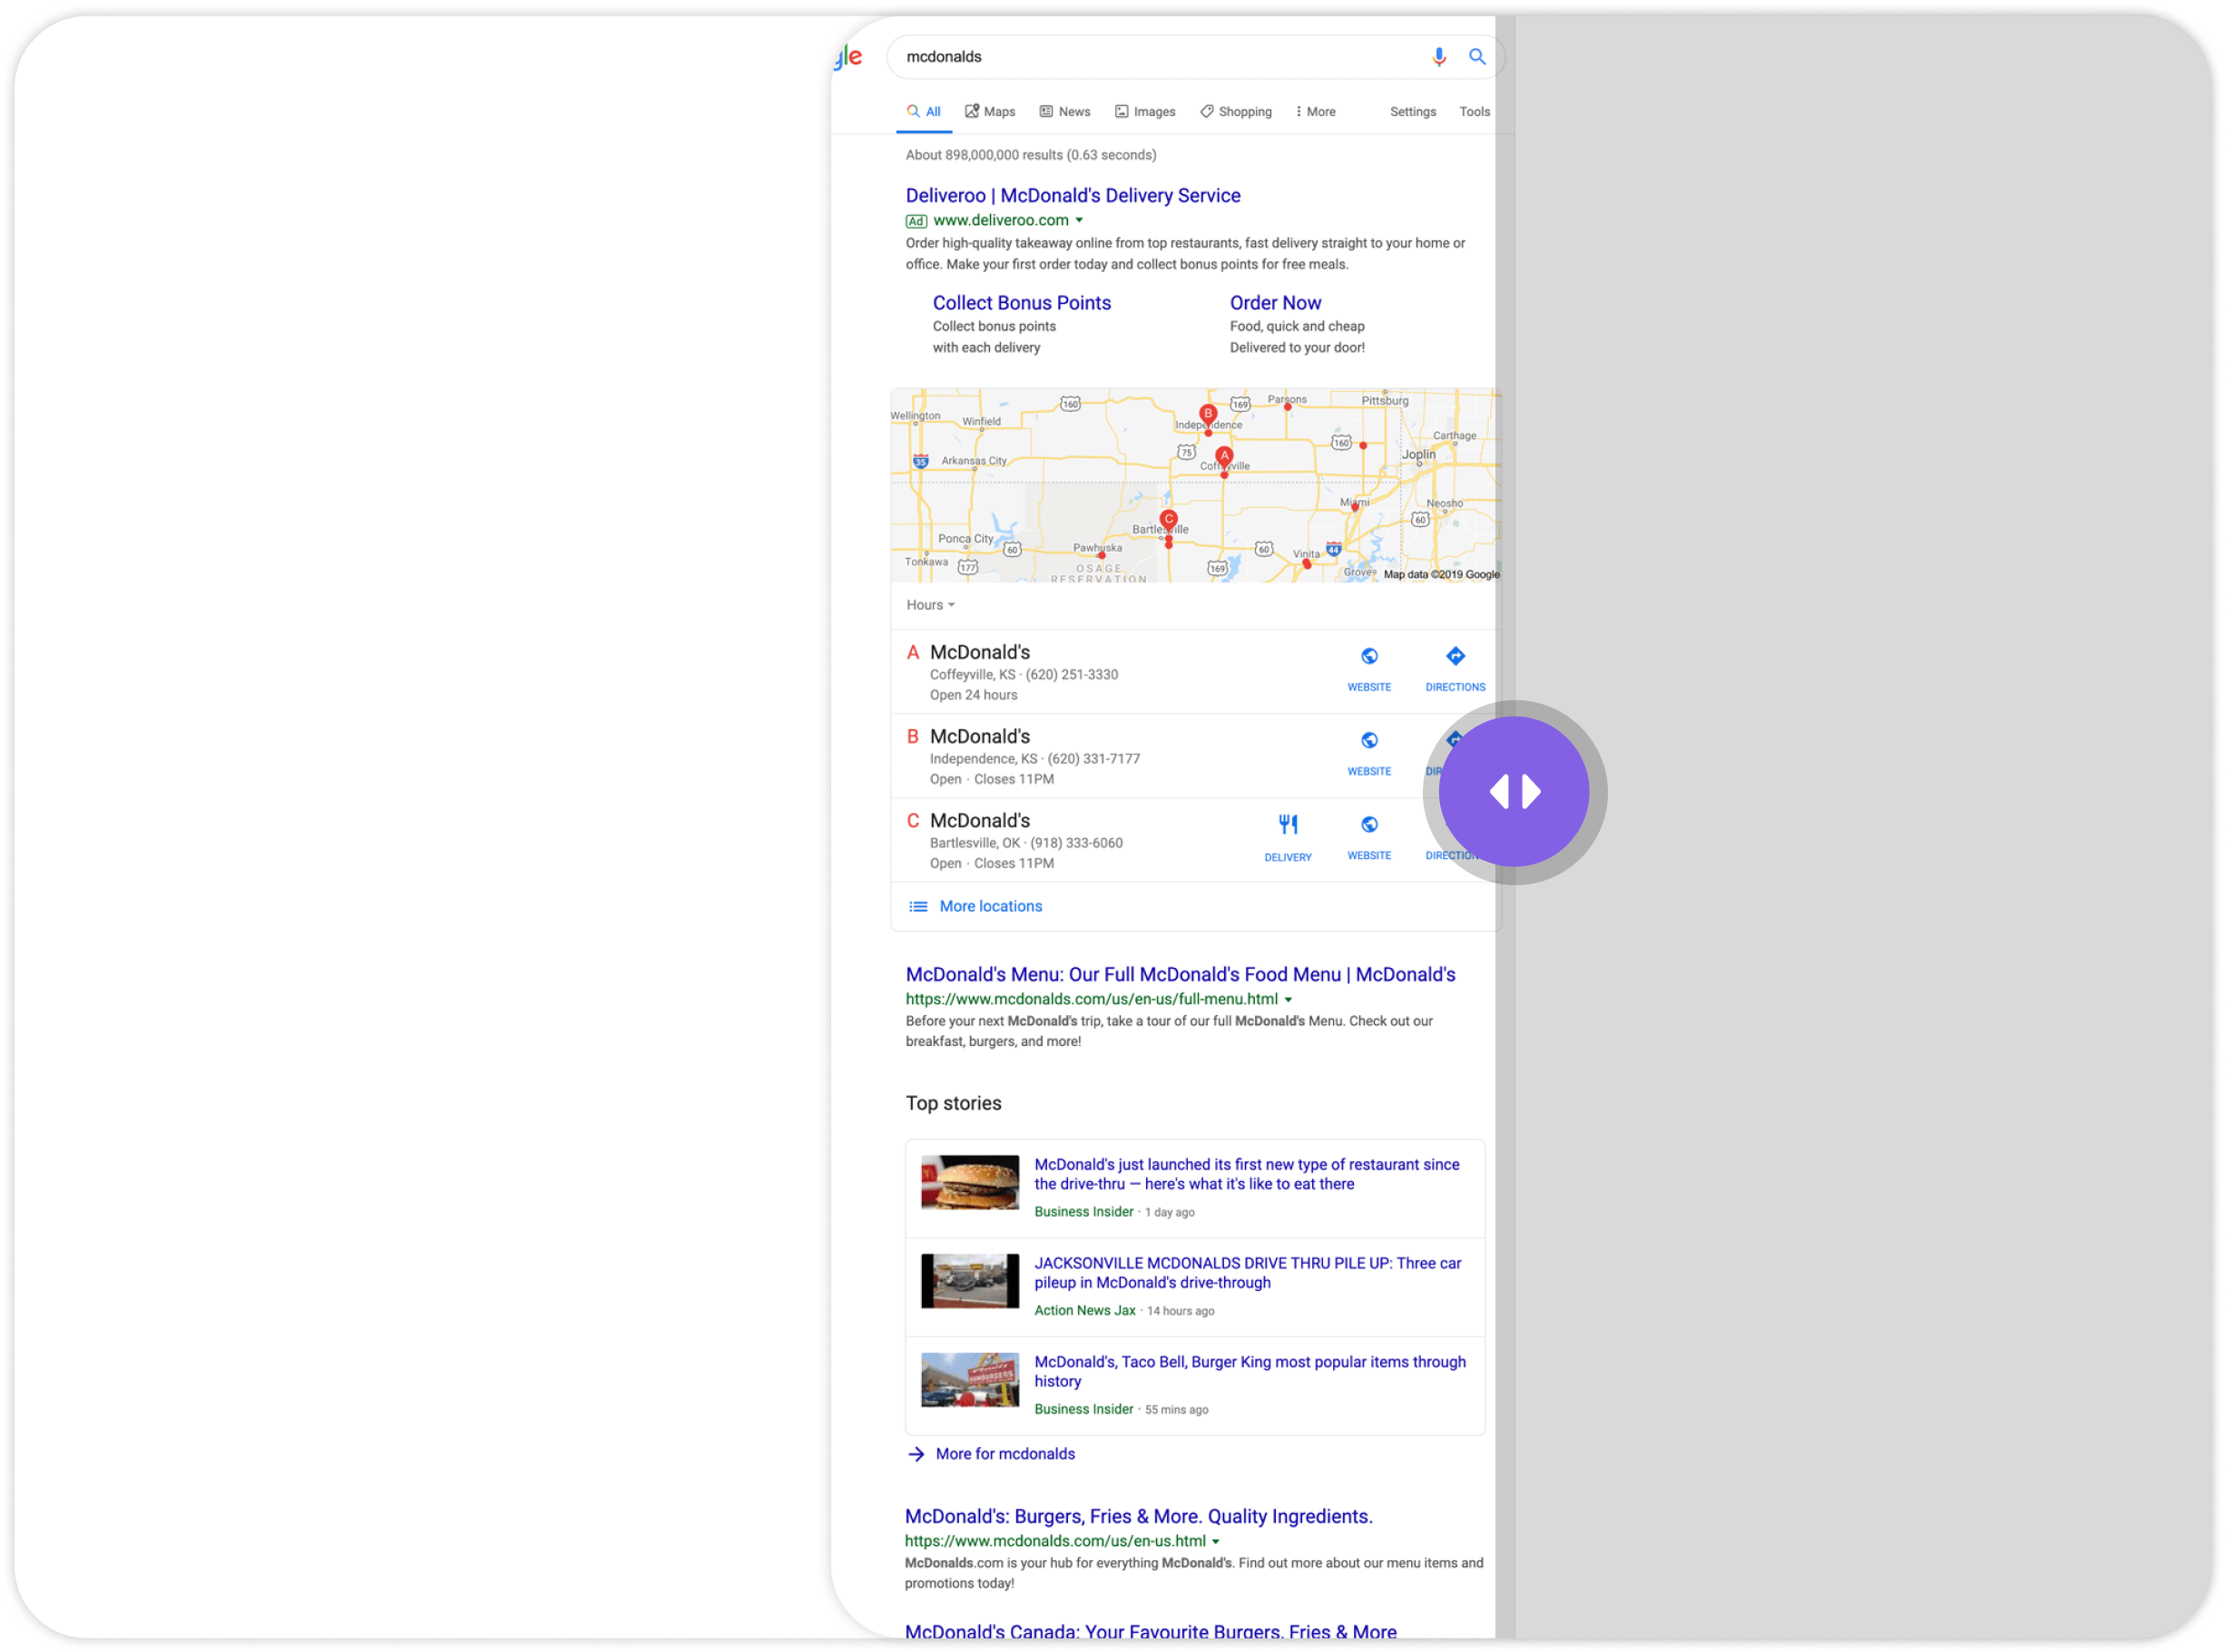 gle
mcdonalds
All Maps News Images Shopping More Settings Tools
About 898,000,000 results (0.63 seconds)
Deliveroo | McDonald's Delivery Service
Ad www.deliveroo.com
Order high-quality takeaway online from top restaurants, fast delivery straight to your home or
office. Make your first order today and collect bonus points for free meals.
Collect Bonus Points
Collect bonus points
with each delivery
Order Now
Food, quick and cheap
Delivered to your door!
Wellington
Winfield
160
B
Independence
169
Parsons
Pittsburg
35
Arkansas City
75
A
Coffeyville
160
Joplin
Carthage
Ponca City
60
Tonkawa
177
Pawhuska
OSAGE
RESERVATION
C
Bartlesville
169
60
Vinita
44
Miami
Grove
60
Neosho
Map data ©2019 Google
Hours
A McDonald's
Coffeyville, KS · (620) 251-3330
Open 24 hours
WEBSITE
DIRECTIONS
B McDonald's
Independence, KS · (620) 331-7177
Open · Closes 11PM
WEBSITE
DIR
C McDonald's
Bartlesville, OK · (918) 333-6060
Open · Closes 11PM
DELIVERY
WEBSITE
DIRECTION
More locations
McDonald's Menu: Our Full McDonald's Food Menu | McDonald's
https://www.mcdonalds.com/us/en-us/full-menu.html
Before your next McDonald's trip, take a tour of our full McDonald's Menu. Check out our
breakfast, burgers, and more!
Top stories
McDonald's just launched its first new type of restaurant since
the drive-thru — here's what it's like to eat there
Business Insider · 1 day ago
JACKSONVILLE MCDONALDS DRIVE THRU PILE UP: Three car
pileup in McDonald's drive-through
Action News Jax · 14 hours ago
HAMBURGERS
McDonald's, Taco Bell, Burger King most popular items through
history
Business Insider · 55 mins ago
More for mcdonalds
McDonald's: Burgers, Fries & More. Quality Ingredients.
https://www.mcdonalds.com/us/en-us.html
McDonalds.com is your hub for everything McDonald's. Find out more about our menu items and
promotions today!
McDonald's Canada: Your Favourite Burgers, Fries & More